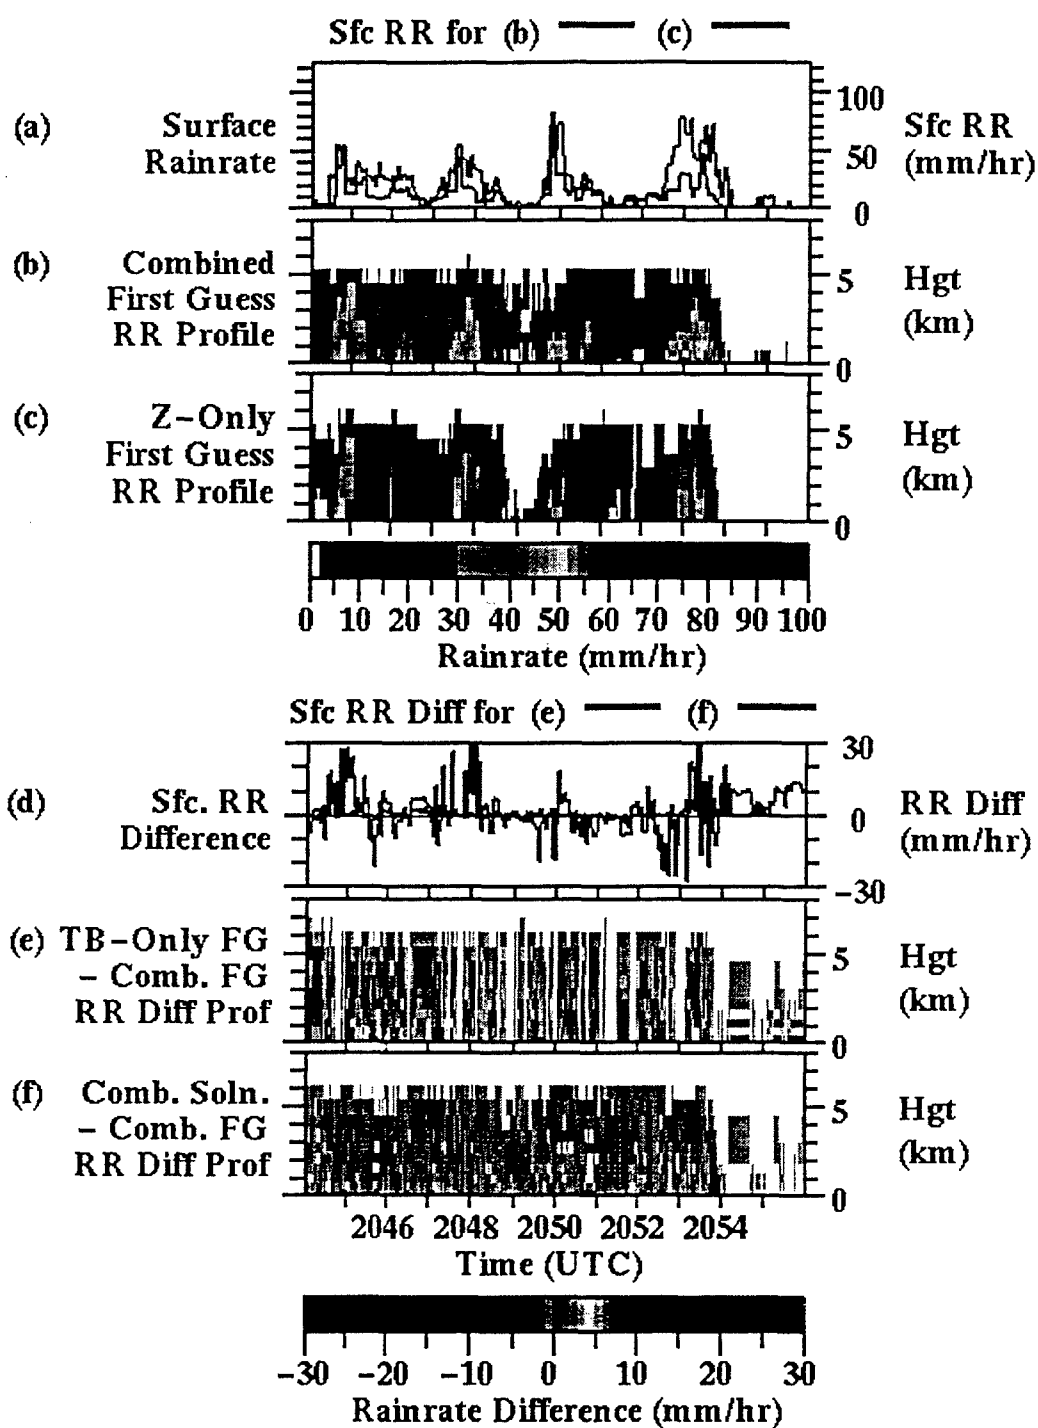 Sfc RR for (b) (c)
(a) Surface Rainrate
100
50
0
Sfc RR (mm/hr)
(b) Combined First Guess RR Profile
5
0
Hgt (km)
(c) Z-Only First Guess RR Profile
5
0
Hgt (km)
0 10 20 30 40 50 60 70 80 90 100
Rainrate (mm/hr)
Sfc RR Diff for (e) (f)
(d) Sfc. RR Difference
30
0
-30
RR Diff (mm/hr)
(e) TB-Only FG - Comb. FG RR Diff Prof
5
0
Hgt (km)
(f) Comb. Soln. - Comb. FG RR Diff Prof
5
0
Hgt (km)
2046 2048 2050 2052 2054
Time (UTC)
-30 -20 -10 0 10 20 30
Rainrate Difference (mm/hr)